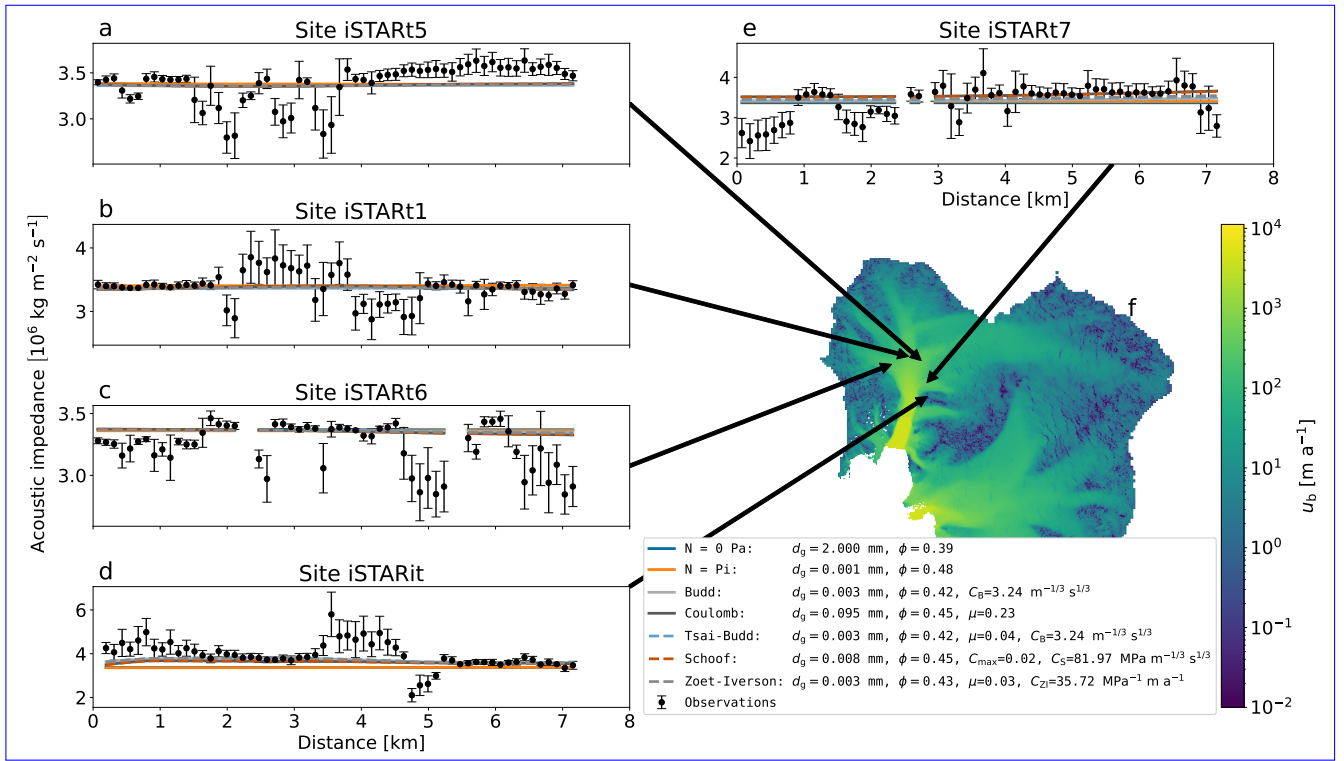 a
Site iSTARt5
3.5
3.0
b
Site iSTARt1
4
3
c
Site iSTARt6
3.5
3.0
d
Site iSTARit
6
4
2
0 1 2 3 4 5 6 7 8
Distance [km]
Acoustic impedance [10⁶ kg m⁻² s⁻¹]
e
Site iSTARt7
4
3
2
0 1 2 3 4 5 6 7 8
Distance [km]
f
10⁴
10³
10²
10¹
10⁰
10⁻¹
10⁻²
u_b [m a⁻¹]
N = 0 Pa: d_g = 2.000 mm, ϕ = 0.39
N = Pi: d_g = 0.001 mm, ϕ = 0.48
Budd: d_g = 0.003 mm, ϕ = 0.42, C_B=3.24 m⁻¹/³ s¹/³
Coulomb: d_g = 0.095 mm, ϕ = 0.45, μ=0.23
Tsai-Budd: d_g = 0.003 mm, ϕ = 0.42, μ=0.04, C_B=3.24 m⁻¹/³ s¹/³
Schoof: d_g = 0.008 mm, ϕ = 0.45, C_max=0.02, C_S=81.97 MPa m⁻¹/³ s¹/³
Zoet-Iverson: d_g = 0.003 mm, ϕ = 0.43, μ=0.03, C_ZI=35.72 MPa⁻¹ m a⁻¹
Observations